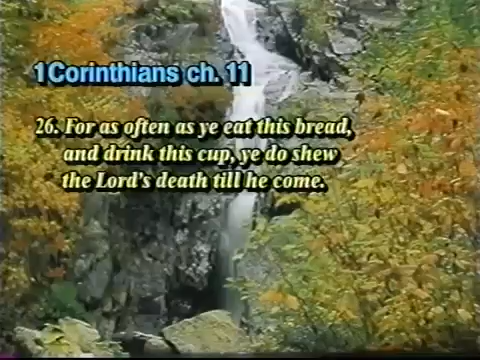 1Corinthians ch. 11
26. For as often as ye eat this bread,
and drink this cup, ye do shew
the Lord's death till he come.